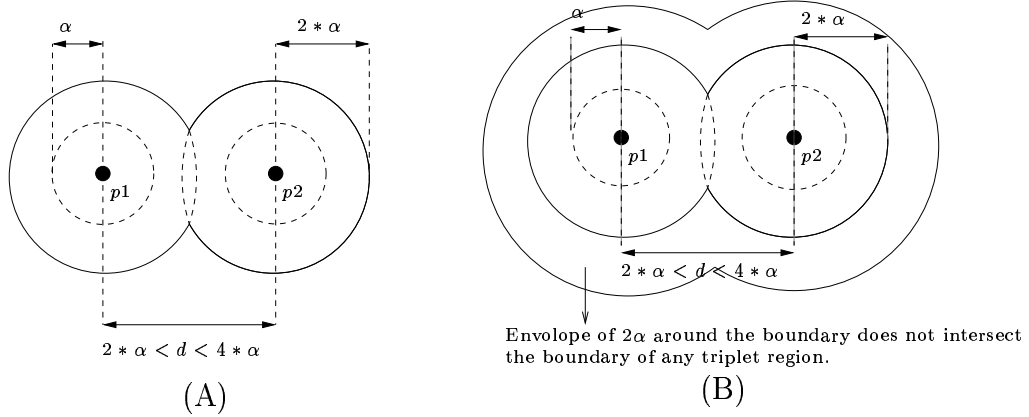 α
2 * α
p1
p2
2 * α < d < 4 * α
(A)
α
2 * α
p1
p2
2 * α < d < 4 * α
Envolope of 2α around the boundary does not intersect
the boundary of any triplet region.
(B)